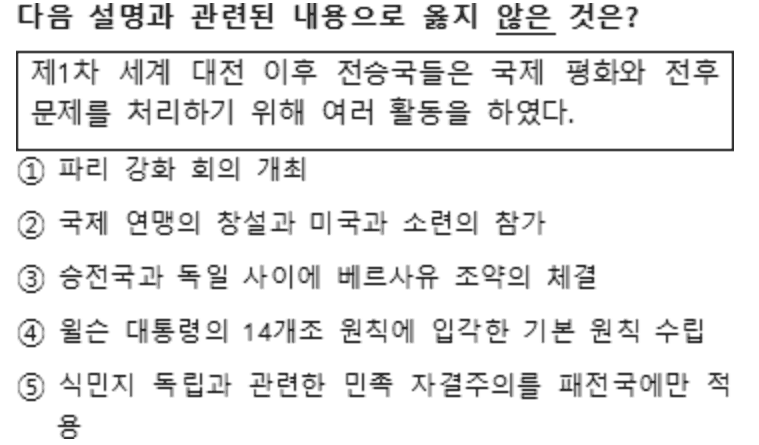 다음 설명과 관련된 내용으로 옳지 않은 것은?
제1차 세계 대전 이후 전승국들은 국제 평화와 전후
문제를 처리하기 위해 여러 활동을 하였다.
① 파리 강화 회의 개최
② 국제 연맹의 창설과 미국과 소련의 참가
③ 승전국과 독일 사이에 베르사유 조약의 체결
④ 윌슨 대통령의 14개조 원칙에 입각한 기본 원칙 수립
⑤ 식민지 독립과 관련한 민족 자결주의를 패전국에만 적
용